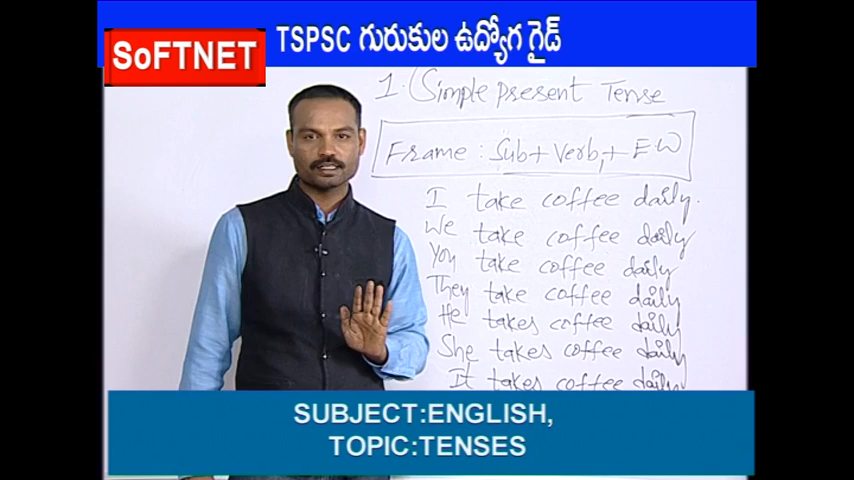 SoFTNET
TSPSC గురుకుల ఉద్యోగ గైడ్
1. Simple present Tense
Frame : Sub + Verb1 + E.W
I take coffee daily.
We take coffee daily
You take coffee daily
They take coffee daily
He takes coffee daily
She takes coffee daily
It takes coffee daily
SUBJECT:ENGLISH,
TOPIC:TENSES